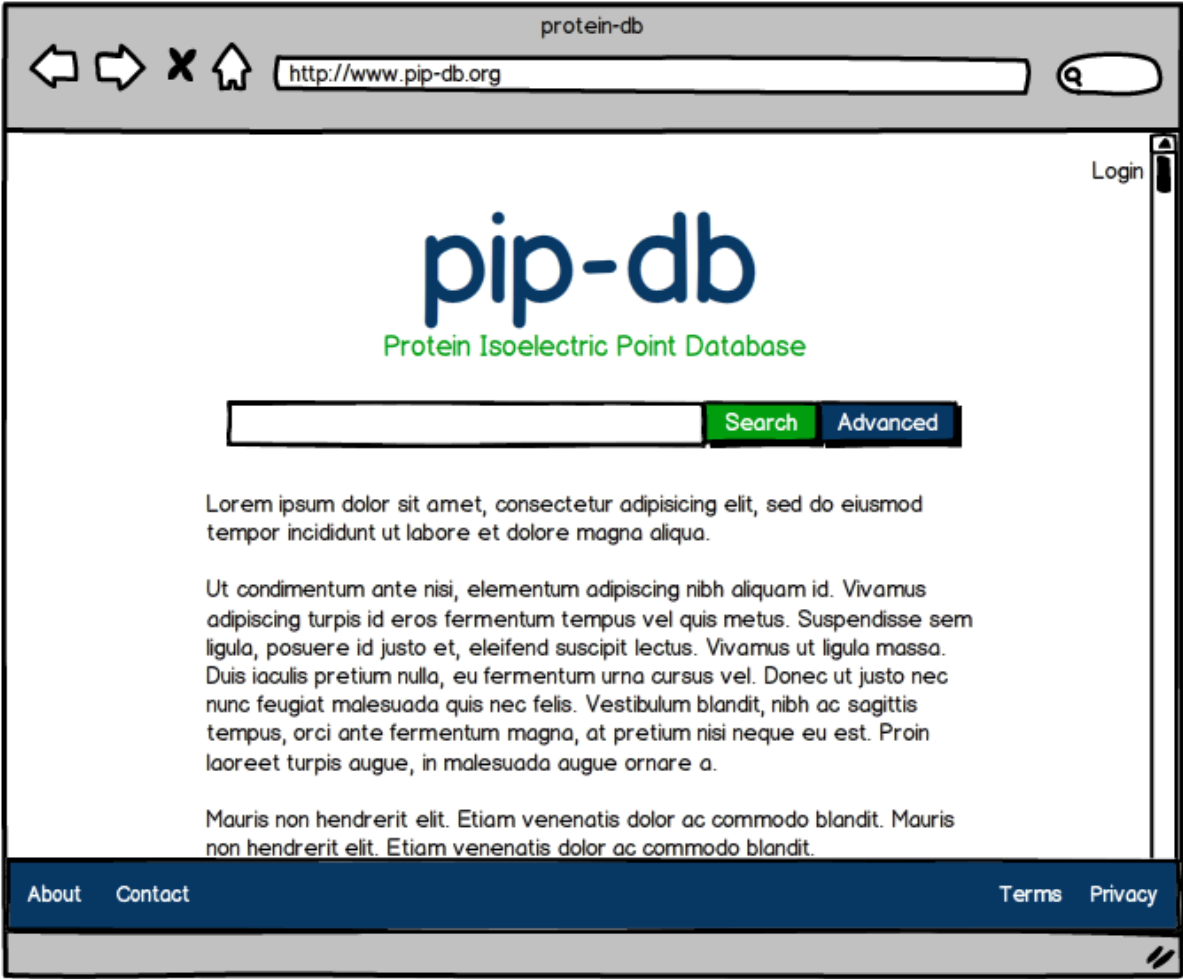 protein-db
http://www.pip-db.org
Login
pip-db
Protein Isoelectric Point Database
Search Advanced
Lorem ipsum dolor sit amet, consectetur adipisicing elit, sed do eiusmod
tempor incididunt ut labore et dolore magna aliqua.
Ut condimentum ante nisi, elementum adipiscing nibh aliquam id. Vivamus
adipiscing turpis id eros fermentum tempus vel quis metus. Suspendisse sem
ligula, posuere id justo et, eleifend suscipit lectus. Vivamus ut ligula massa.
Duis iaculis pretium nulla, eu fermentum urna cursus vel. Donec ut justo nec
nunc feugiat malesuada quis nec felis. Vestibulum blandit, nibh ac sagittis
tempus, orci ante fermentum magna, at pretium nisi neque eu est. Proin
laoreet turpis augue, in malesuada augue ornare a.
Mauris non hendrerit elit. Etiam venenatis dolor ac commodo blandit. Mauris
non hendrerit elit. Etiam venenatis dolor ac commodo blandit.
About Contact Terms Privacy